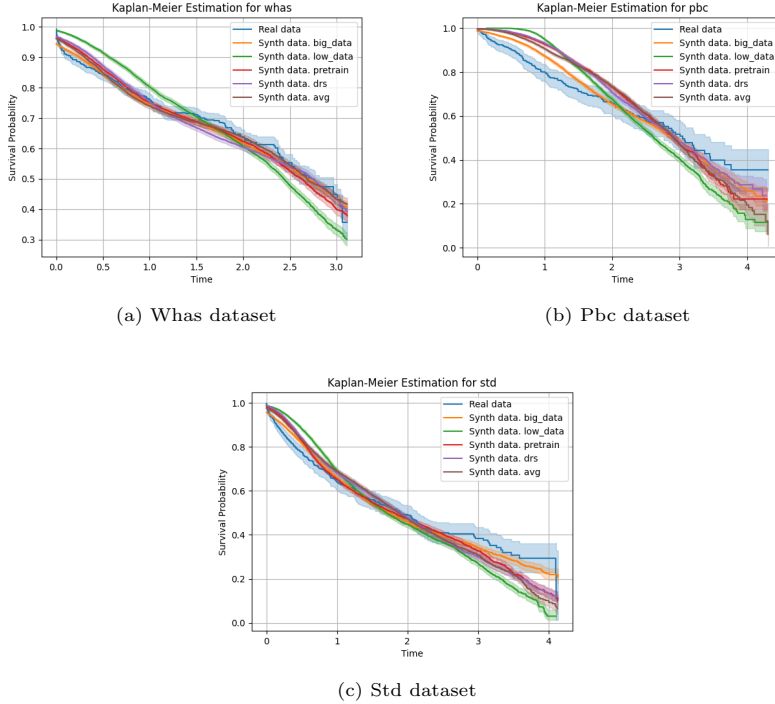 Kaplan-Meier Estimation for whas
Survival Probability
1.0
0.9
0.8
0.7
0.6
0.5
0.4
0.3
Real data
Synth data. big_data
Synth data. low_data
Synth data. pretrain
Synth data. drs
Synth data. avg
0.0 0.5 1.0 1.5 2.0 2.5 3.0
Time
(a) Whas dataset
Kaplan-Meier Estimation for pbc
Survival Probability
1.0
0.8
0.6
0.4
0.2
0.0
Real data
Synth data. big_data
Synth data. low_data
Synth data. pretrain
Synth data. drs
Synth data. avg
0 1 2 3 4
Time
(b) Pbc dataset
Kaplan-Meier Estimation for std
Survival Probability
1.0
0.8
0.6
0.4
0.2
0.0
Real data
Synth data. big_data
Synth data. low_data
Synth data. pretrain
Synth data. drs
Synth data. avg
0 1 2 3 4
Time
(c) Std dataset